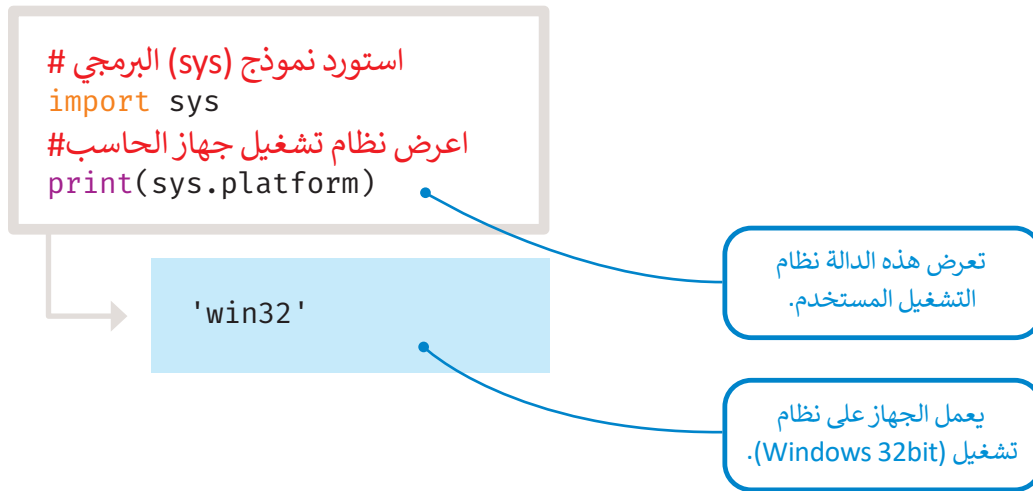 # استورد نموذج (sys) البرمجي
import sys
#اعرض نظام تشغيل جهاز الحاسب
print(sys.platform)
تعرض هذه الدالة نظام
التشغيل المستخدم.
'win32'
يعمل الجهاز على نظام
تشغيل (Windows 32bit).